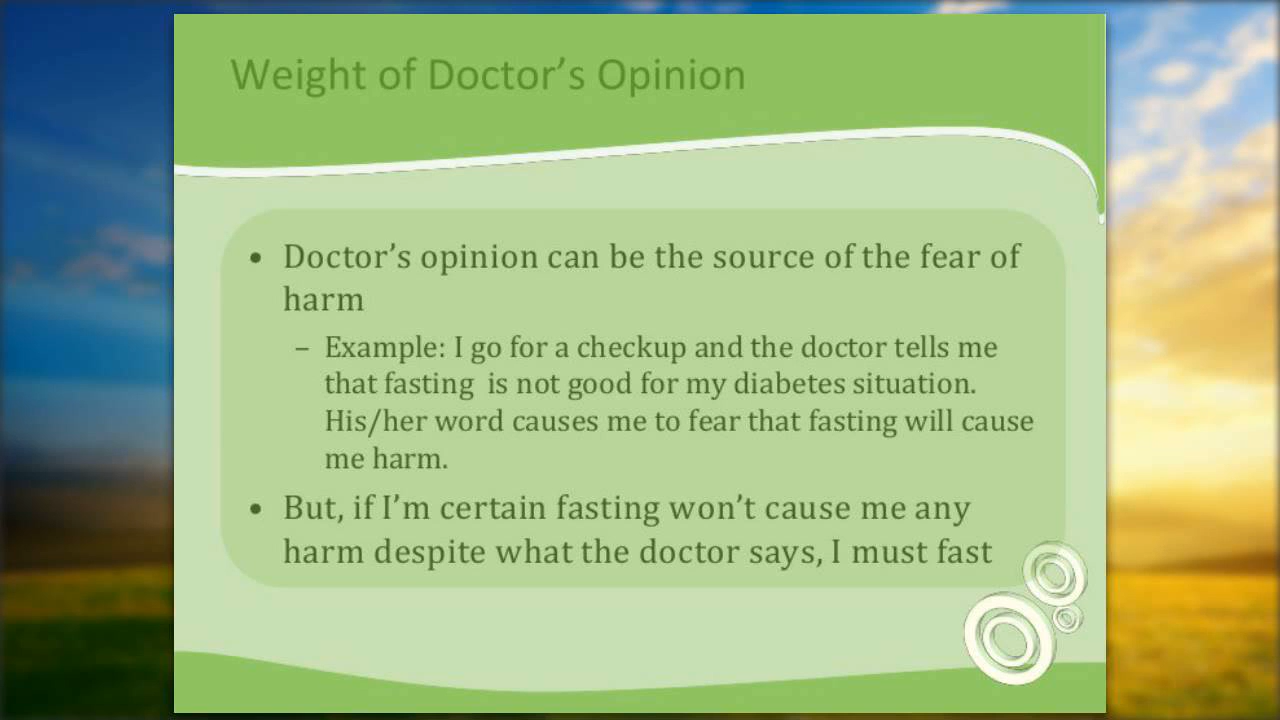 Weight of Doctor’s Opinion
• Doctor’s opinion can be the source of the fear of
harm
– Example: I go for a checkup and the doctor tells me
that fasting  is not good for my diabetes situation.
His/her word causes me to fear that fasting will cause
me harm.
• But, if I’m certain fasting won’t cause me any
harm despite what the doctor says, I must fast